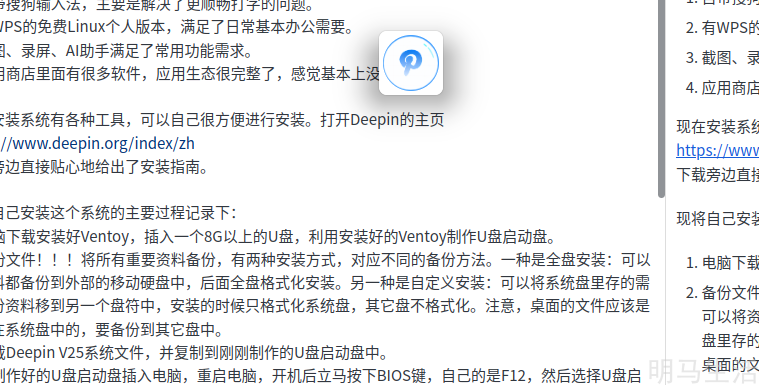 带搜狗输入法，主要是解决了更顺畅打字的问题。
WPS的免费Linux个人版本，满足了日常基本办公需要。
图、录屏、AI助手满足了常用功能需求。
用商店里面有很多软件，应用生态很完整了，感觉基本上没
安装系统有各种工具，可以自己很方便进行安装。打开Deepin的主页
//www.deepin.org/index/zh
旁边直接贴心地给出了安装指南。
自己安装这个系统的主要过程记录下：
脑下载安装好Ventoy，插入一个8G以上的U盘，利用安装好的Ventoy制作U盘启动盘。
份文件！！！将所有重要资料备份，有两种安装方式，对应不同的备份方法。一种是全盘安装：可以
料都备份到外部的移动硬盘中，后面全盘格式化安装。另一种是自定义安装：可以将系统盘里存的需
份资料移到另一个盘符中，安装的时候只格式化系统盘，其它盘不格式化。注意，桌面的文件应该是
在系统盘中的，要备份到其它盘中。
载Deepin V25系统文件，并复制到刚刚制作的U盘启动盘中。
制作好的U盘启动盘插入电脑，重启电脑，开机后立马按下BIOS键，自己的是F12，然后选择U盘启
1. 自带搜狗
2. 有WPS的
3. 截图、录
4. 应用商店
现在安装系统
https://www
下载旁边直接
现将自己安装
1. 电脑下载
2. 备份文件
可以将资
盘里存的
桌面的文
明马生活